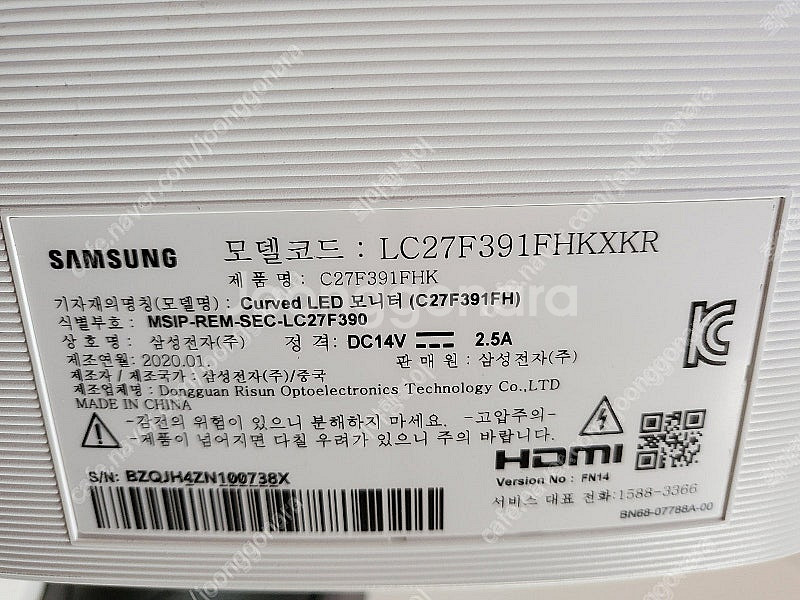 SAMSUNG 모델코드 : LC27F391FHKXKR
제 품 명 : C27F391FHK
기자재의명칭(모델명) : Curved LED 모니터 (C27F391FH)
식별부호 : MSIP-REM-SEC-LC27F390
상 호 명 : 삼성전자(주) 정 격: DC14V 2.5A
제조연월: 2020.01. 판 매 원 : 삼성전자(주)
제조자 / 제조국가 : 삼성전자(주)/중국
제조업체명: Dongguan Risun Optoelectronics Technology Co.,LTD
MADE IN CHINA
-감전의 위험이 있으니 분해하지 마세요. -고압주의-
-제품이 넘어지면 다칠 우려가 있으니 주의 바랍니다.
HDMI
S/N: BZQJH4ZN100738X
Version No : FN14
서비스 대표 전화:1588-3366
BN68-07788A-00
joonggonara
cafe.naver.com/joonggonara